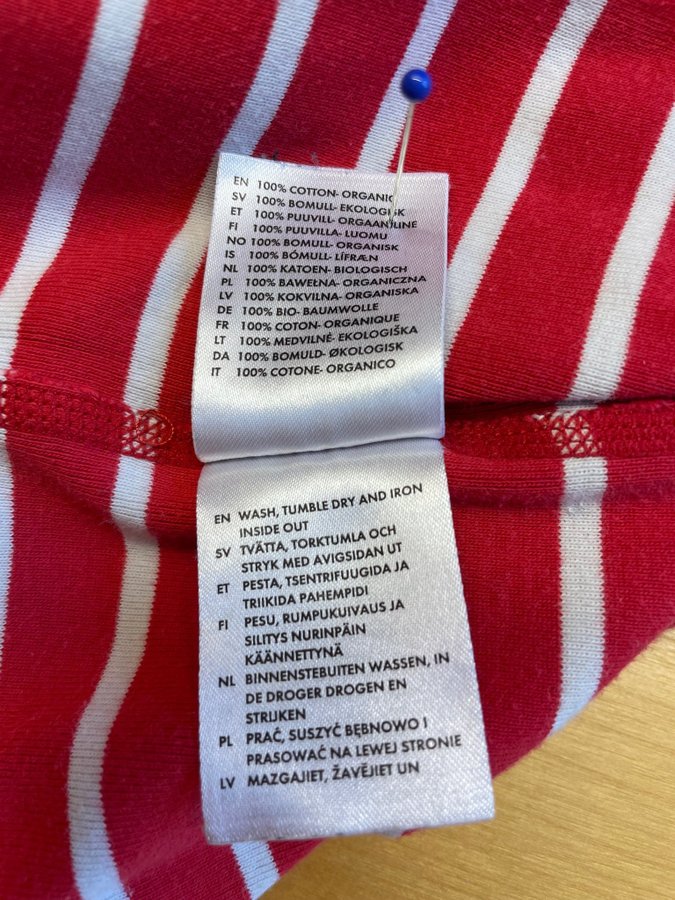 EN 100% COTTON- ORGANIC
SV 100% BOMULL- EKOLOGISK
ET 100% PUUVILL- ORGAANILINE
FI 100% PUUVILLA- LUOMU
NO 100% BOMULL- ORGANISK
IS 100% BÓMULL- LÍFRÆN
NL 100% KATOEN- BIOLOGISCH
PL 100% BAWEŁNA- ORGANICZNA
LV 100% KOKVILNA- ORGANISKA
DE 100% BIO- BAUMWOLLE
FR 100% COTON- ORGANIQUE
LT 100% MEDVILNĖ- EKOLOGIŠKA
DA 100% BOMULD- ØKOLOGISK
IT 100% COTONE- ORGANICO
EN WASH, TUMBLE DRY AND IRON
INSIDE OUT
SV TVÄTTA, TORKTUMLA OCH
STRYK MED AVIGSIDAN UT
ET PESTA, TSENTRIFUUGIDA JA
TRIIKIDA PAHEMPIDI
FI PESU, RUMPUKUIVAUS JA
SILITYS NURINPÄIN
KÄÄNNETTYNÄ
NL BINNENSTEBUITEN WASSEN, IN
DE DROGER DROGEN EN
STRIJKEN
PL PRAĆ, SUSZYĆ BĘBNOWO I
PRASOWAĆ NA LEWEJ STRONIE
LV MAZGAJIET, ŽAVĒJIET UN